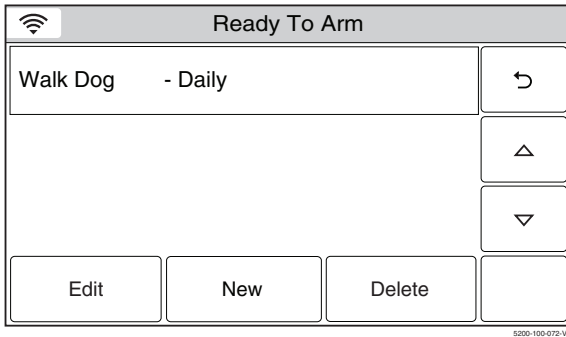 Ready To Arm
Walk Dog - Daily
Edit New Delete
5200-100-072-V